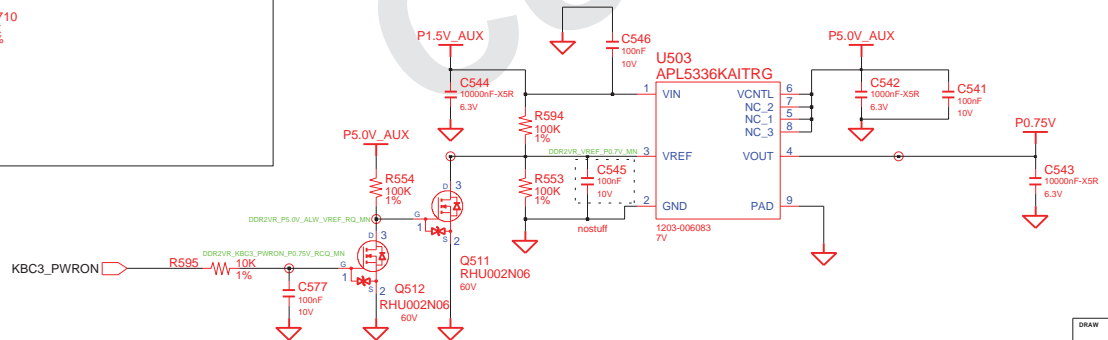 710
P1.5V_AUX
C546
100nF
10V
U503
APL5336KAITRG
P5.0V_AUX
C544
10000nF-X5R
6.3V
1 VIN
VCNTL 6
NC_2 7
NC_1 5
NC_3 8
C542
1000nF-X5R
6.3V
C541
100nF
10V
R594
100K
1%
P5.0V_AUX
P0.75V
DDR2VR_VREF_P0.7V_MN
3 VREF
VOUT 4
R554
100K
1%
D 3
R553
100K
1%
C545
100nF
10V
C543
10000nF-X5R
6.3V
DDR2VR_P5.0V_ALW_VREF_RQ_MN
G
1
S 2
2 GND
PAD 9
nostuff
1203-006083
7V
D 3
DDR2VR_KBC3_PWRON_P0.75V_RCQ_MN
Q511
RHU002N06
60V
KBC3_PWRON
R595
10K
1%
G
1
S 2
C577
100nF
10V
Q512
RHU002N06
60V
DRAW